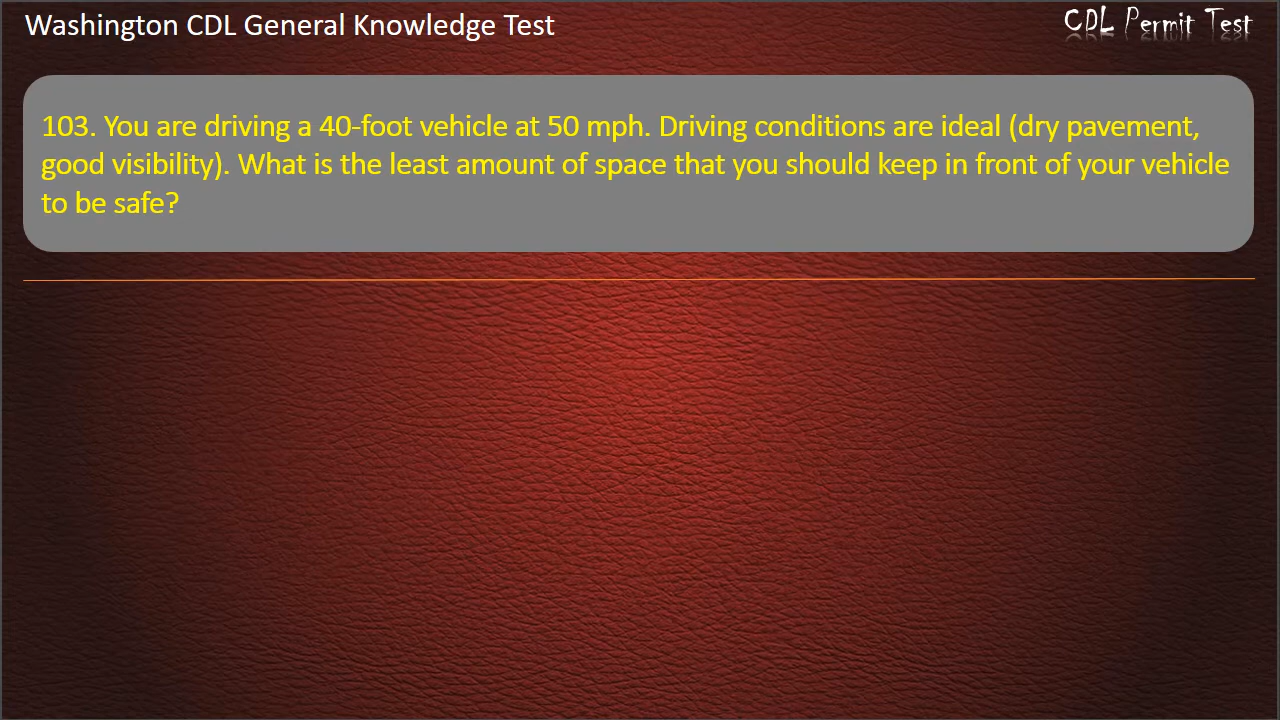 Washington CDL General Knowledge Test
CDL Permit Test
103. You are driving a 40-foot vehicle at 50 mph. Driving conditions are ideal (dry pavement,
good visibility). What is the least amount of space that you should keep in front of your vehicle
to be safe?